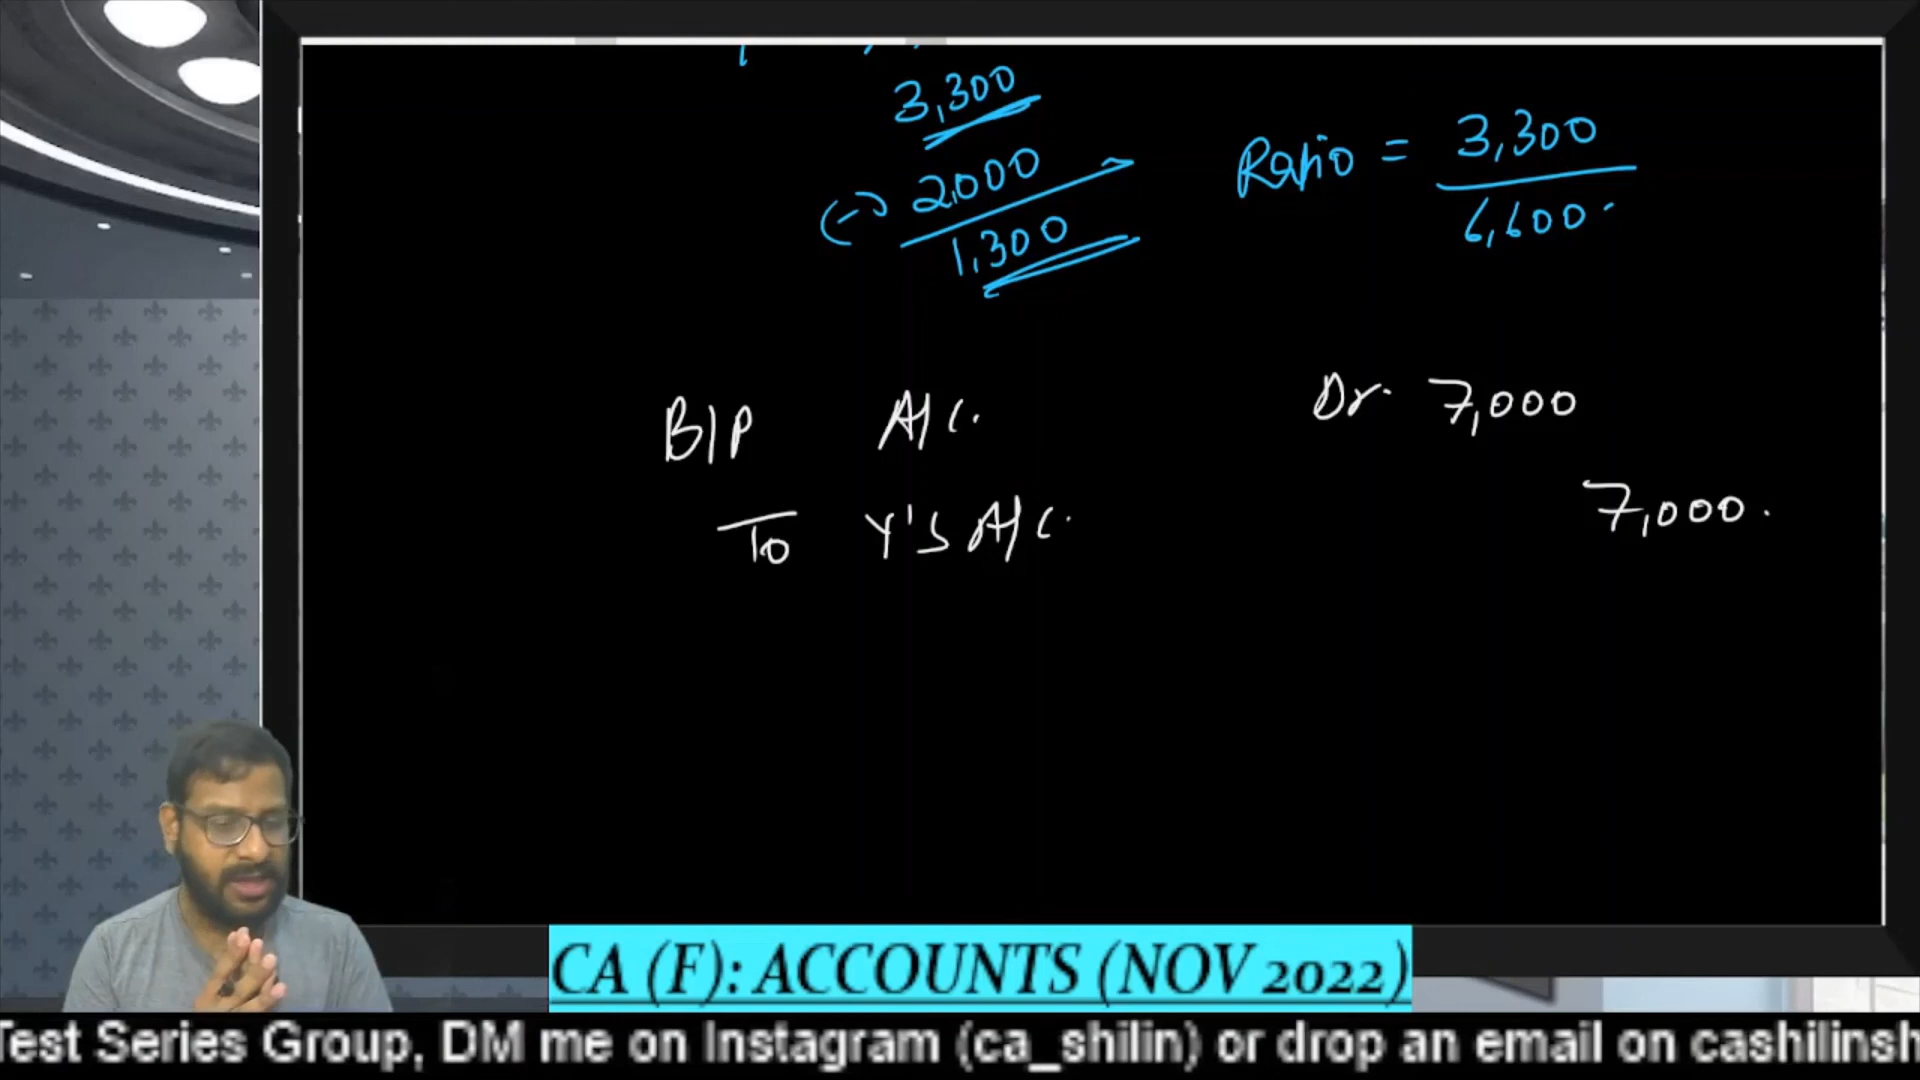 3,300
(-) 2,000
1,300
Ratio = 3,300
6,600.
B/P A/c. Dr. 7,000
To Y's A/c. 7,000.
CA (F): ACCOUNTS (NOV 2022)
Test Series Group, DM me on Instagram (ca_shilin) or drop an email on cashilinsh